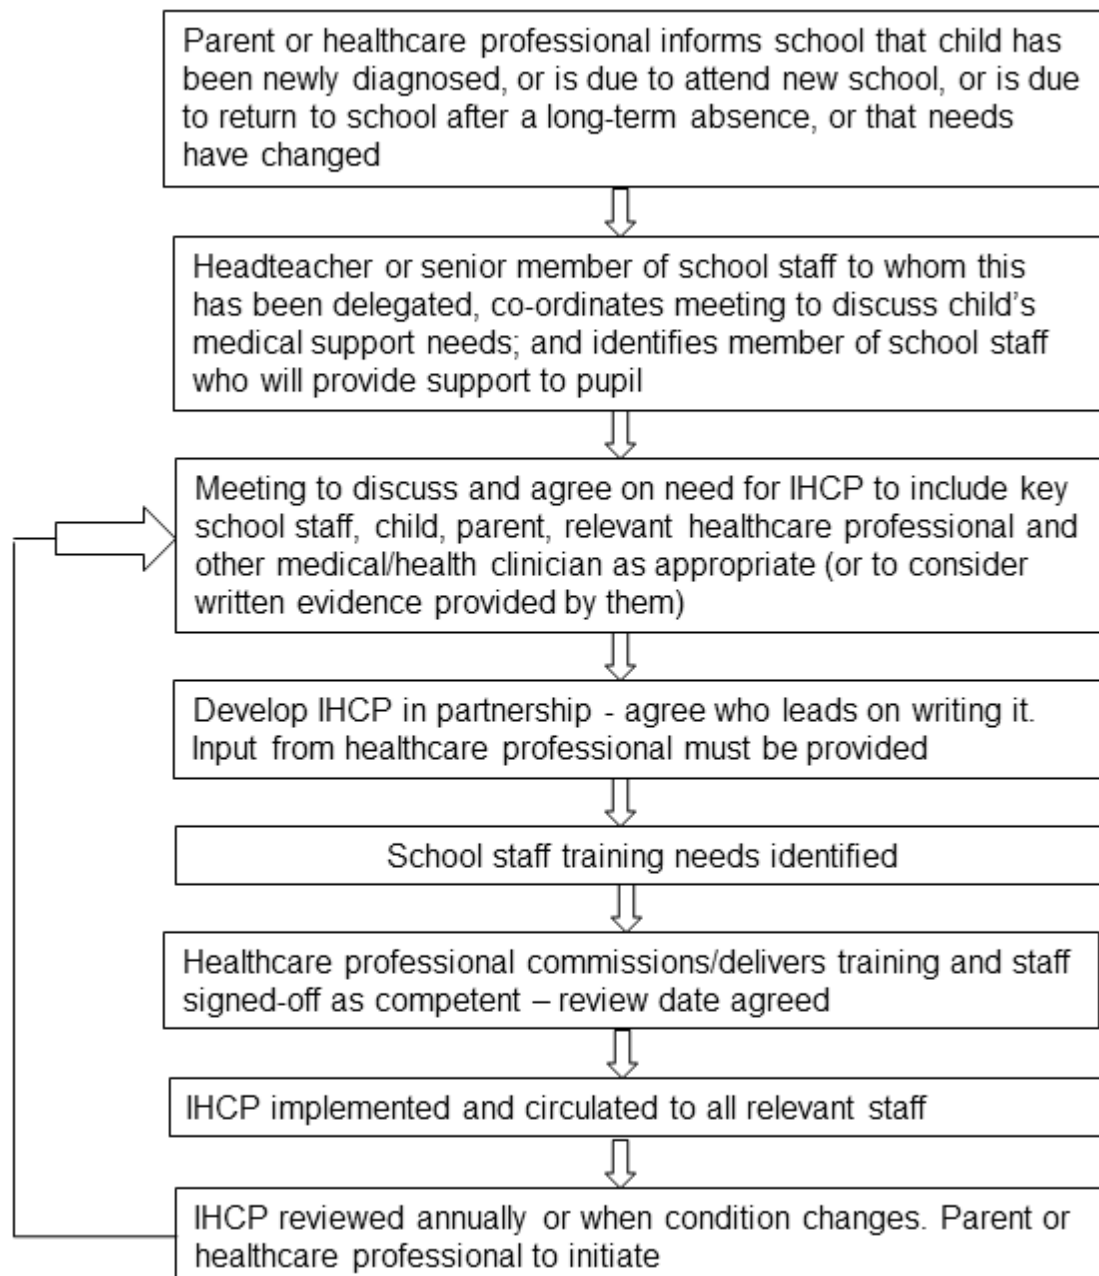 Parent or healthcare professional informs school that child has
been newly diagnosed, or is due to attend new school, or is due
to return to school after a long-term absence, or that needs
have changed
Headteacher or senior member of school staff to whom this
has been delegated, co-ordinates meeting to discuss child’s
medical support needs; and identifies member of school staff
who will provide support to pupil
Meeting to discuss and agree on need for IHCP to include key
school staff, child, parent, relevant healthcare professional and
other medical/health clinician as appropriate (or to consider
written evidence provided by them)
Develop IHCP in partnership - agree who leads on writing it.
Input from healthcare professional must be provided
School staff training needs identified
Healthcare professional commissions/delivers training and staff
signed-off as competent – review date agreed
IHCP implemented and circulated to all relevant staff
IHCP reviewed annually or when condition changes. Parent or
healthcare professional to initiate